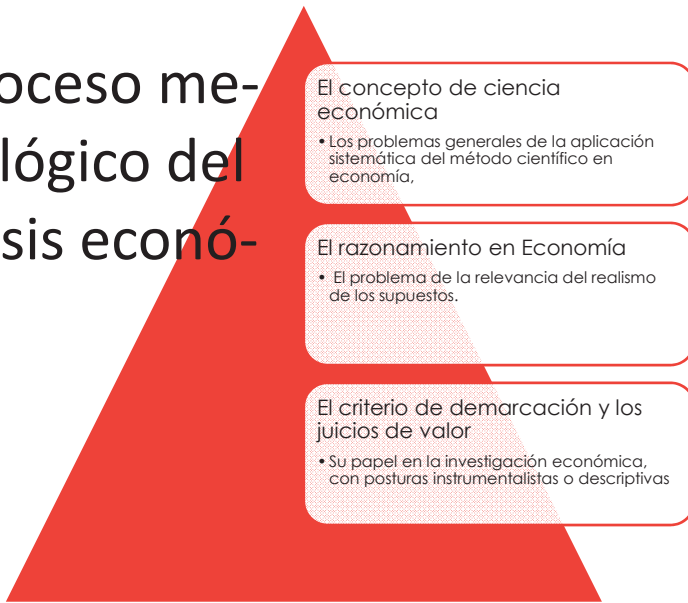 oceso me-
lógico del
sis econó-
El concepto de ciencia
económica
• Los problemas generales de la aplicación
sistemática del método científico en
economía,
El razonamiento en Economía
• El problema de la relevancia del realismo
de los supuestos.
El criterio de demarcación y los
juicios de valor
• Su papel en la investigación económica,
con posturas instrumentalistas o descriptivas